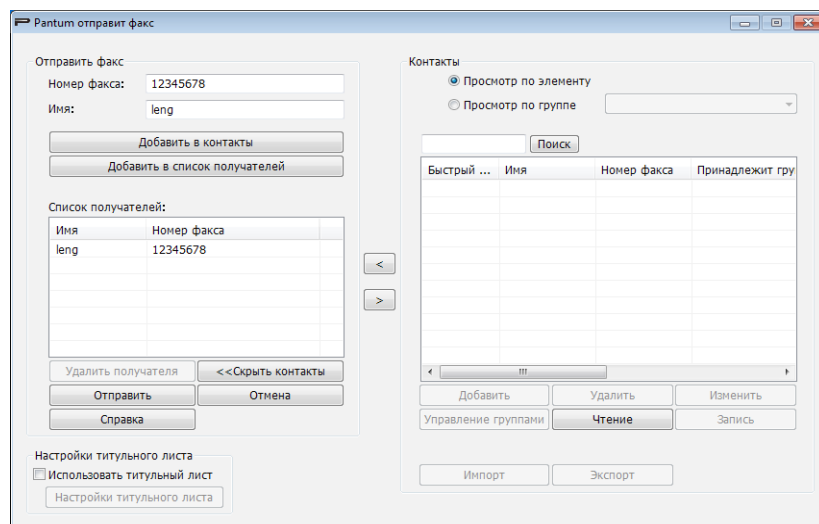 Pantum отправит факс
Отправить факс
Номер факса: 12345678
Имя: leng
Добавить в контакты
Добавить в список получателей
Список получателей:
Имя Номер факса
leng 12345678
Удалить получателя <<Скрыть контакты
Отправить Отмена
Справка
Настройки титульного листа
Использовать титульный лист
Настройки титульного листа
<
>
Контакты
Просмотр по элементу
Просмотр по группе
Поиск
Быстрый ... Имя Номер факса Принадлежит гру
Добавить Удалить Изменить
Управление группами Чтение Запись
Импорт Экспорт